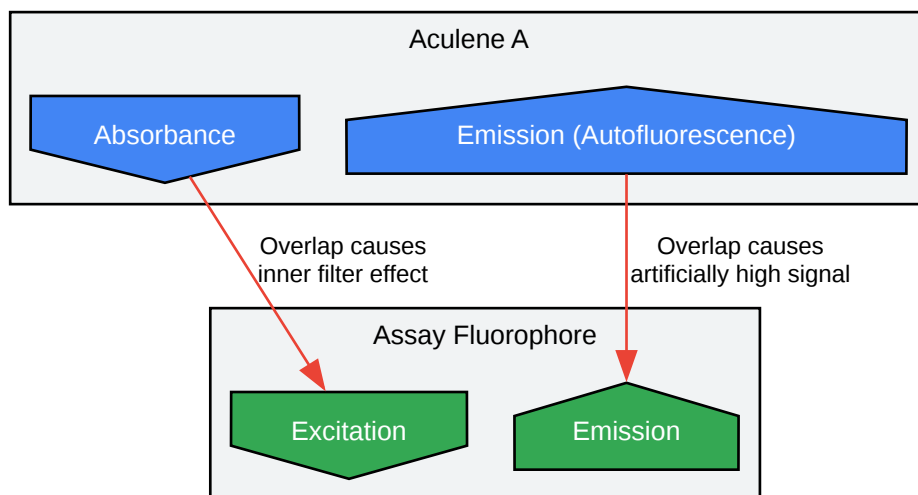 Aculene A
Absorbance
Emission (Autofluorescence)
Overlap causes
inner filter effect
Overlap causes
artificially high signal
Assay Fluorophore
Excitation
Emission